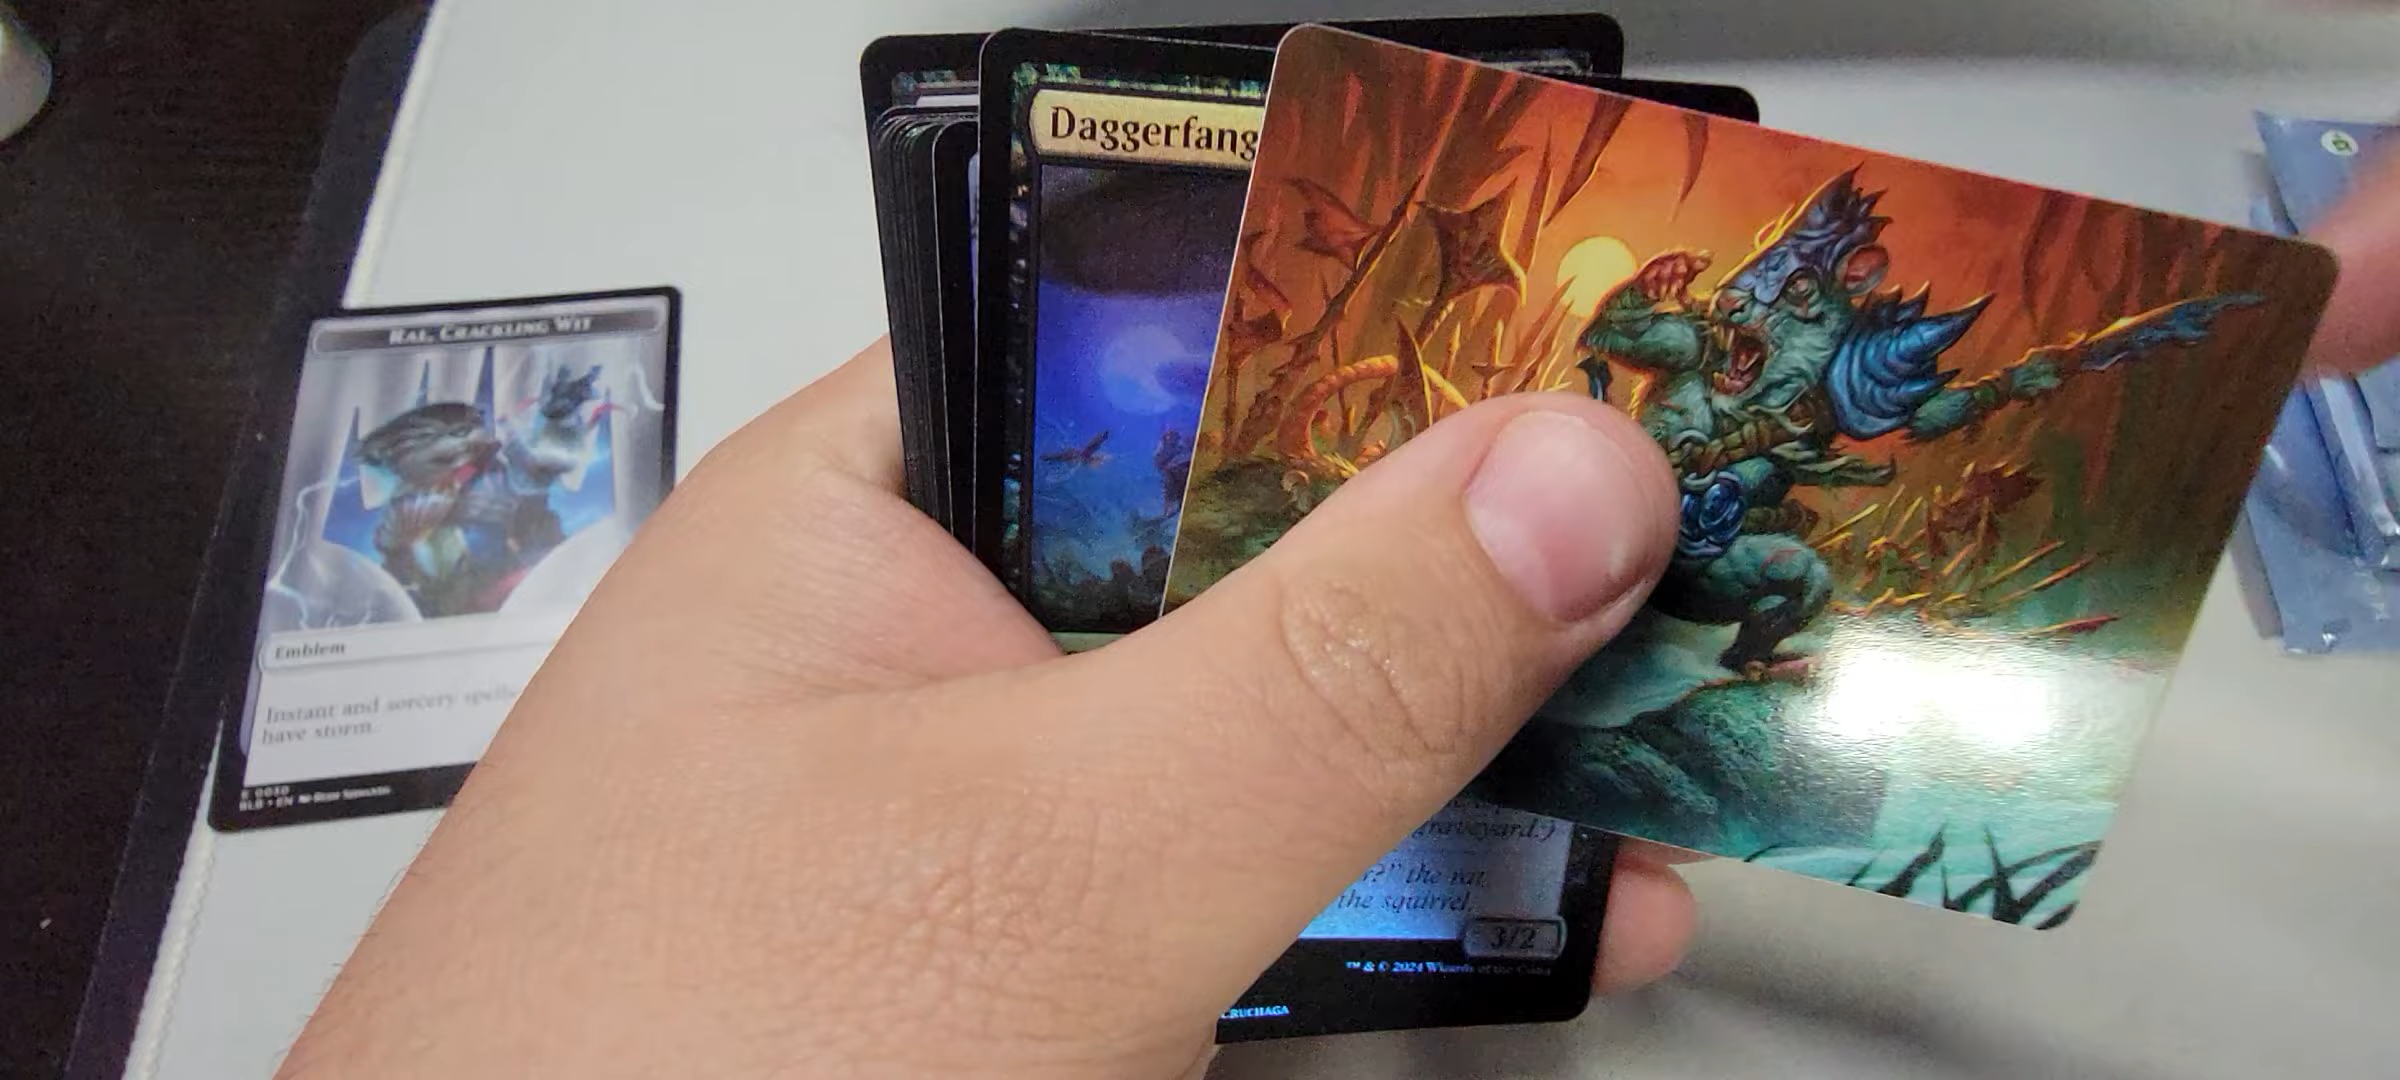 RAL, CRACKLING WIT
Emblem
Instant and sorcery spells
have storm.
E 0030
BLB • EN
Daggerfang
graveyard.)
r?" the rat
the squirrel.
3/2
™ & © 2024 Wizards of the Coast
CRUCHAGA